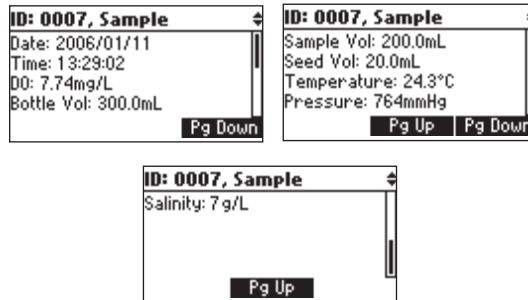 ID: 0007, Sample
Date: 2006/01/11
Time: 13:29:02
DO: 7.74mg/L
Bottle Vol: 300.0mL
Pg Down
ID: 0007, Sample
Sample Vol: 200.0mL
Seed Vol: 20.0mL
Temperature: 24.3°C
Pressure: 764mmHg
Pg Up Pg Down
ID: 0007, Sample
Salinity: 7g/L
Pg Up